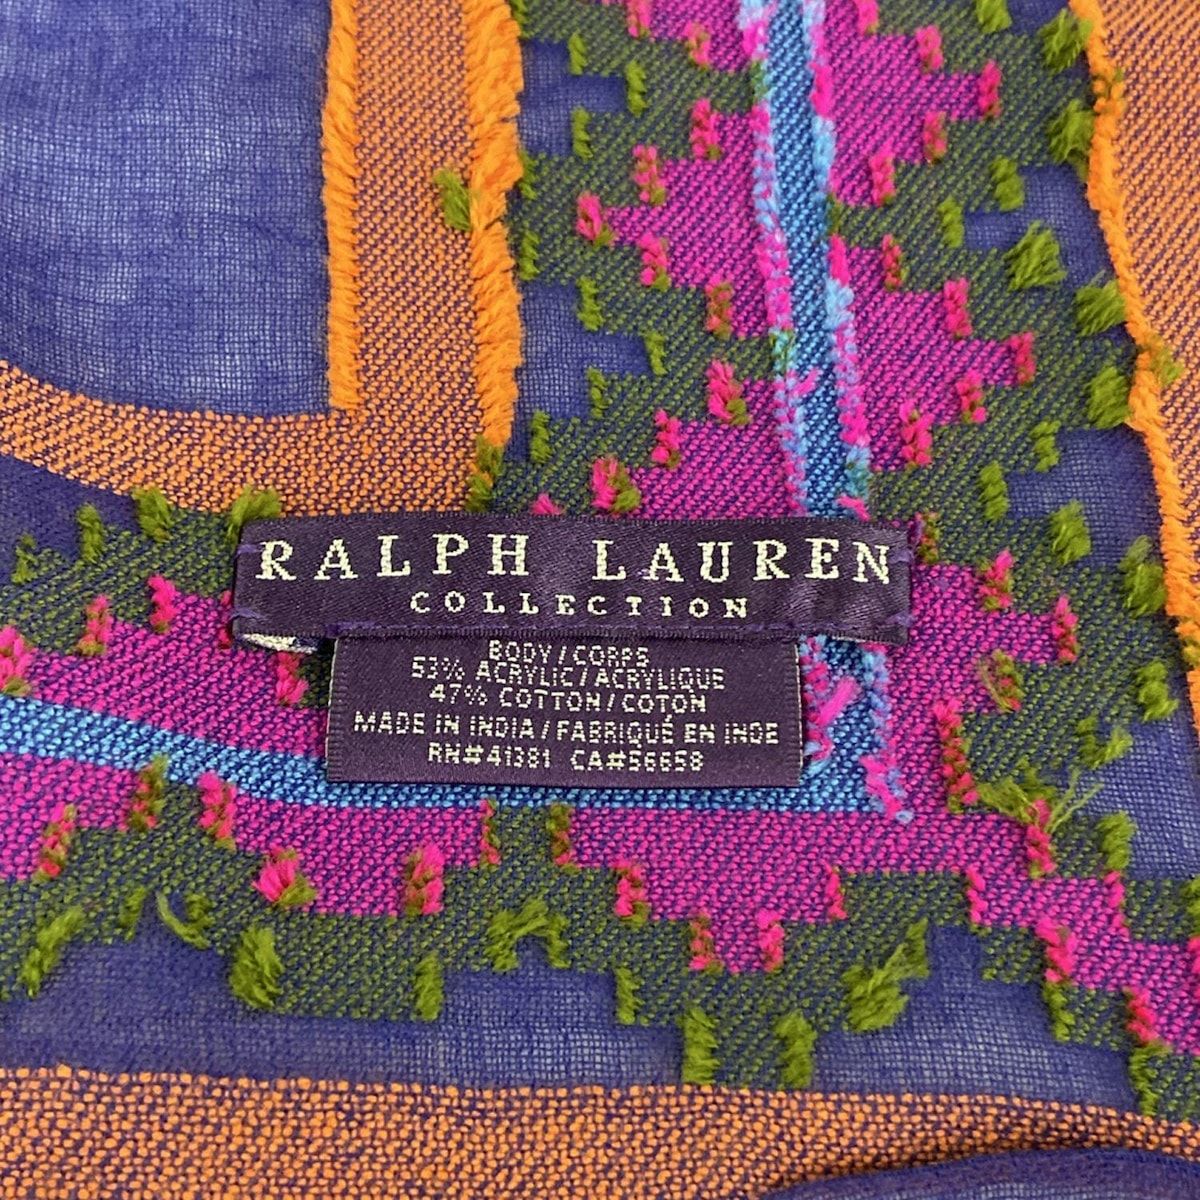 RALPH LAUREN
COLLECTION
BODY/CORPS
53% ACRYLIC/ACRYLIQUE
47% COTTON/COTON
MADE IN INDIA/FABRIQUÉ EN INDE
RN#41381 CA#56658